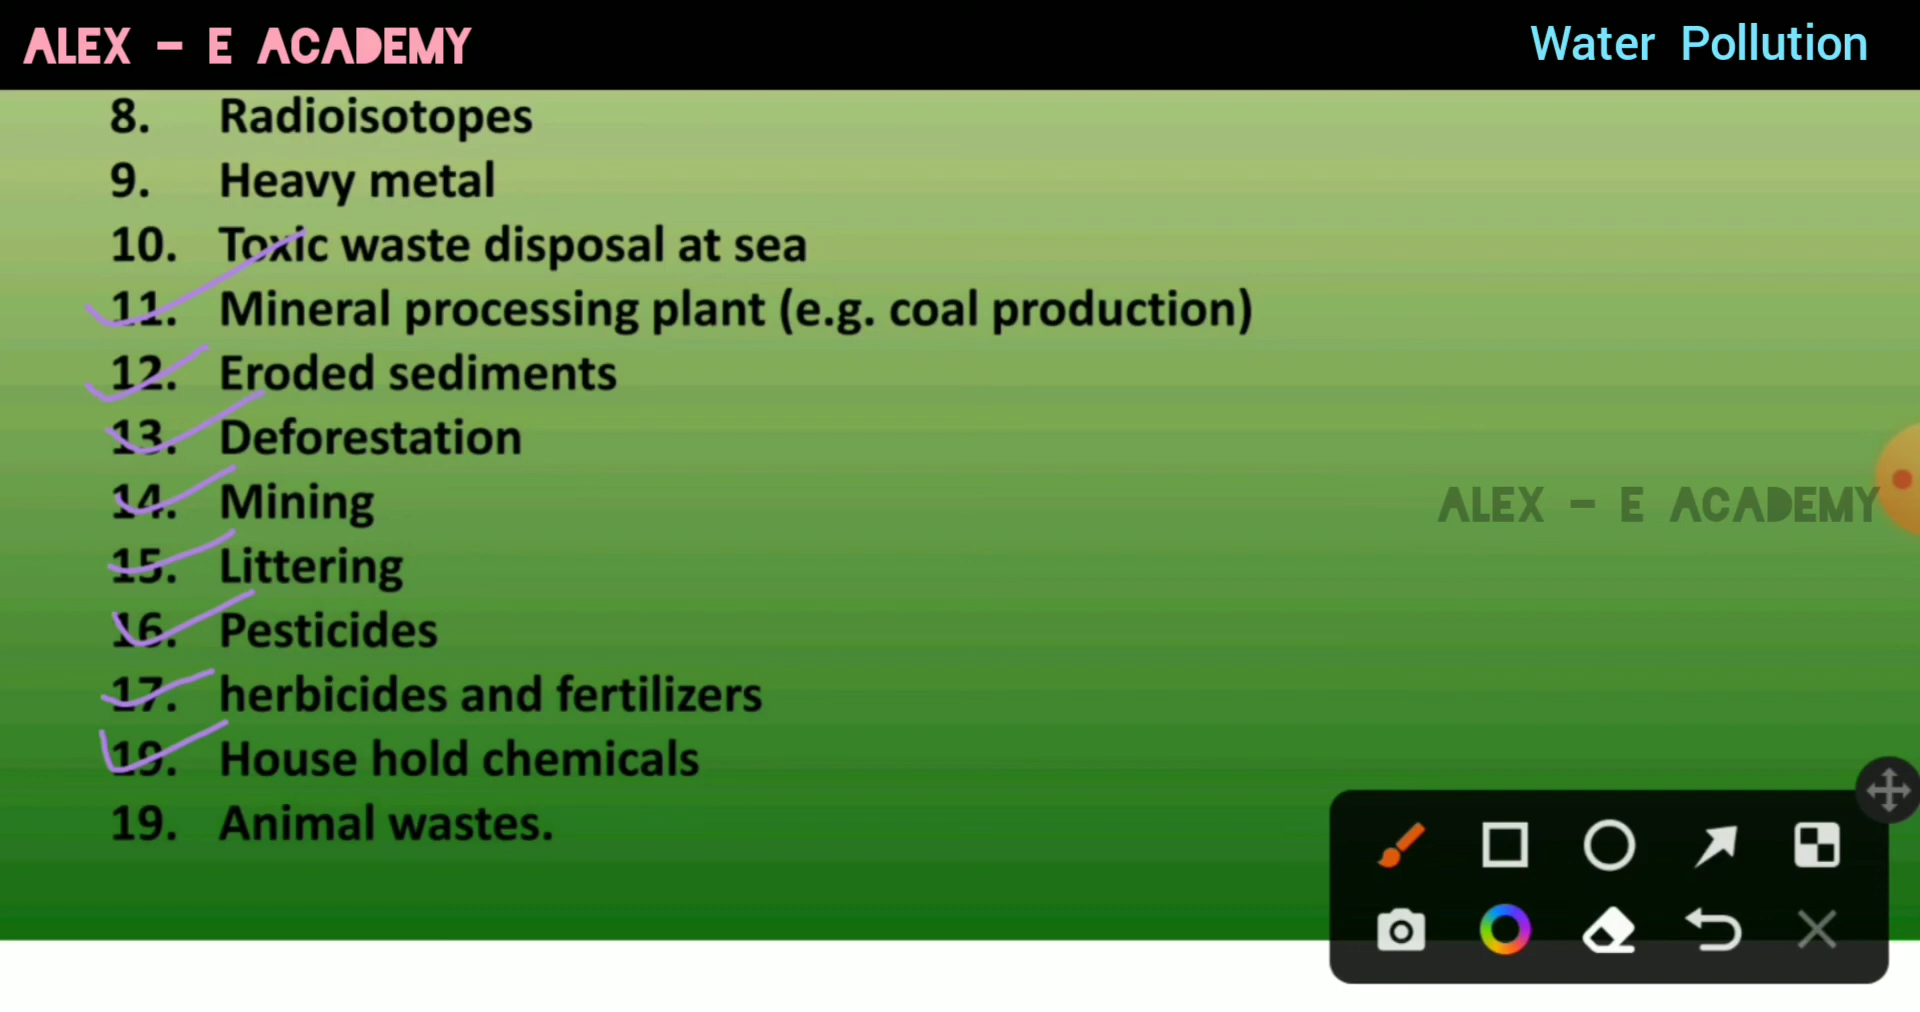 ALEX - E ACADEMY
Water Pollution
8. Radioisotopes
9. Heavy metal
10. Toxic waste disposal at sea
11. Mineral processing plant (e.g. coal production)
12. Eroded sediments
13. Deforestation
14. Mining
ALEX - E ACADEMY
15. Littering
16. Pesticides
17. herbicides and fertilizers
19. House hold chemicals
19. Animal wastes.